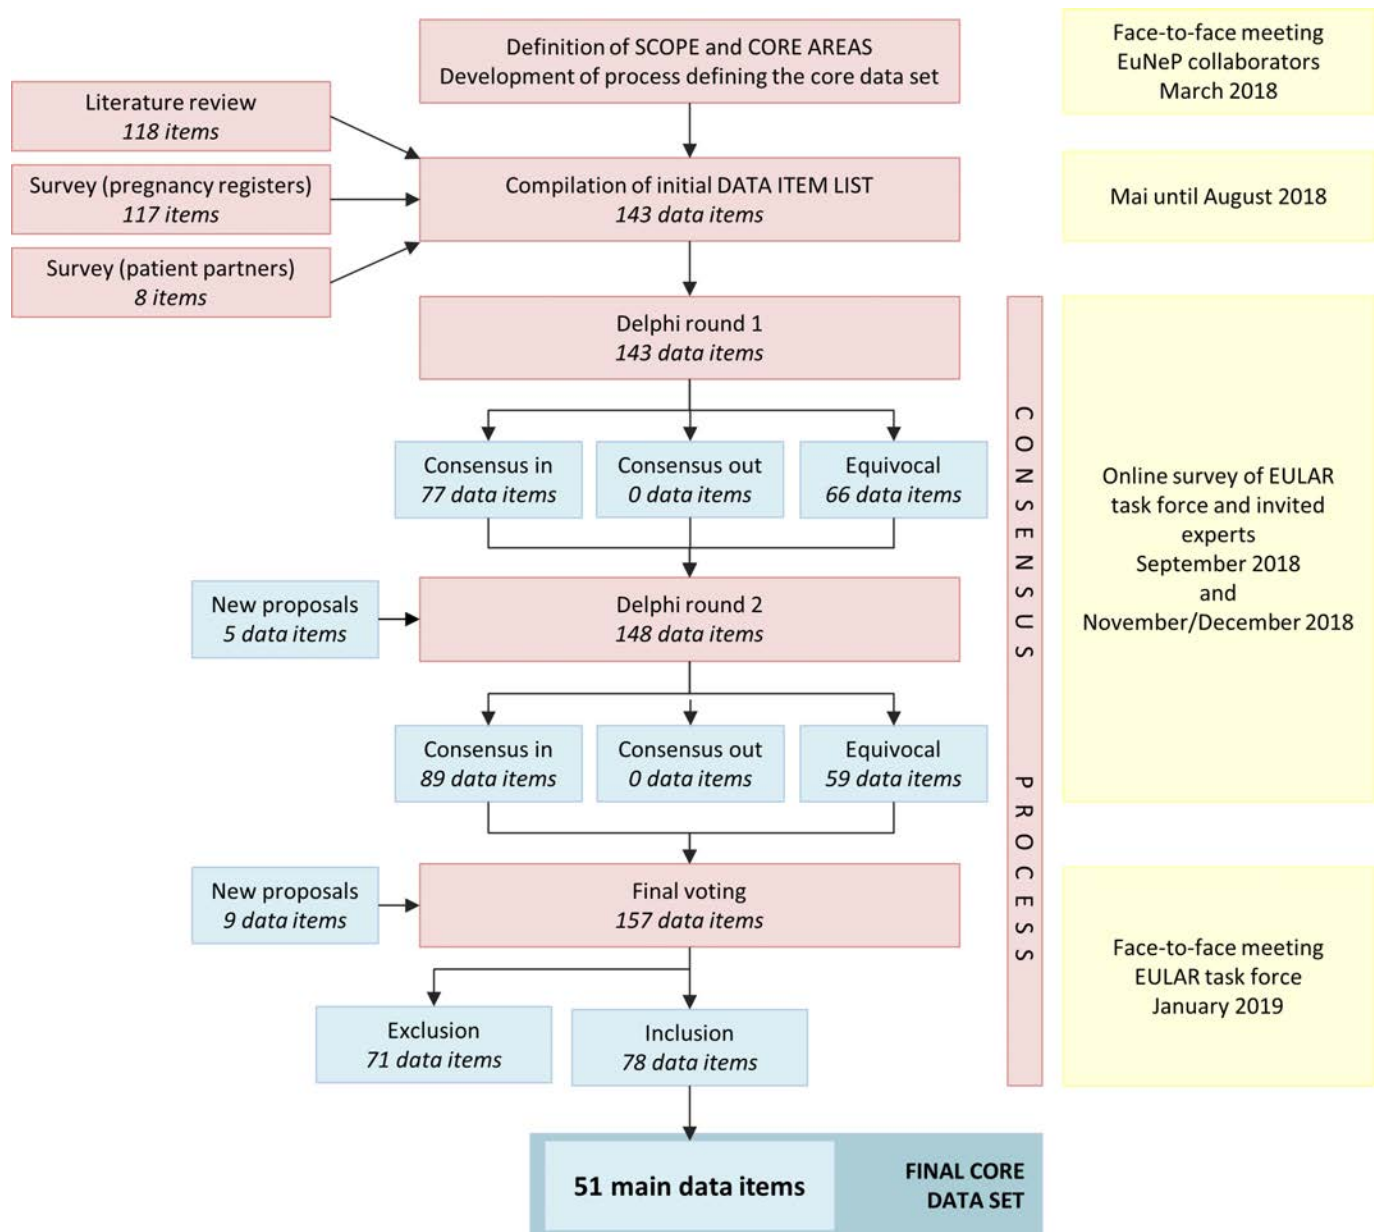 Definition of SCOPE and CORE AREAS
Development of process defining the core data set
Face-to-face meeting
EuNeP collaborators
March 2018
Literature review
118 items
Survey (pregnancy registers)
117 items
Survey (patient partners)
8 items
Compilation of initial DATA ITEM LIST
143 data items
Mai until August 2018
Delphi round 1
143 data items
Consensus in
77 data items
Consensus out
0 data items
Equivocal
66 data items
New proposals
5 data items
Delphi round 2
148 data items
Consensus in
89 data items
Consensus out
0 data items
Equivocal
59 data items
CONSENSUS PROCESS
Online survey of EULAR
task force and invited
experts
September 2018
and
November/December 2018
New proposals
9 data items
Final voting
157 data items
Exclusion
71 data items
Inclusion
78 data items
Face-to-face meeting
EULAR task force
January 2019
51 main data items
FINAL CORE
DATA SET